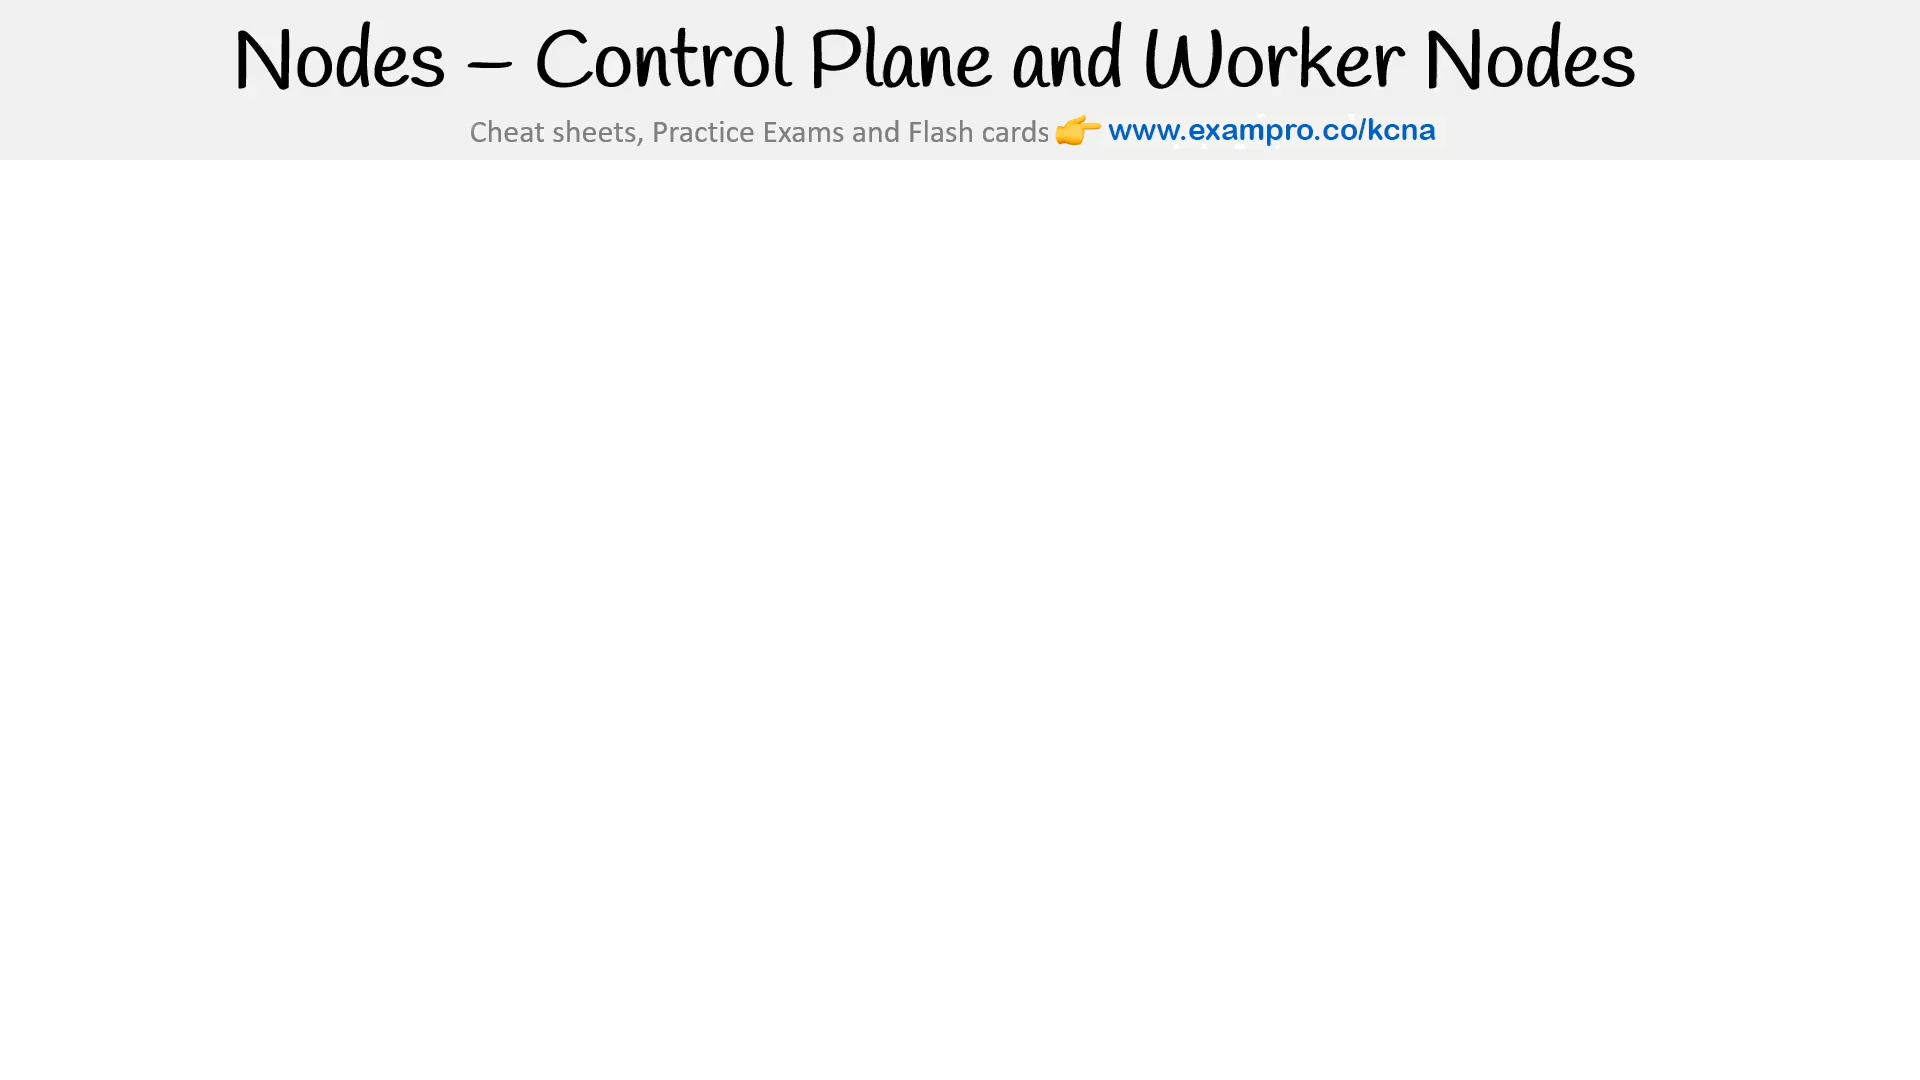 Nodes – Control Plane and Worker Nodes
Cheat sheets, Practice Exams and Flash cards 👉 www.exampro.co/kcna